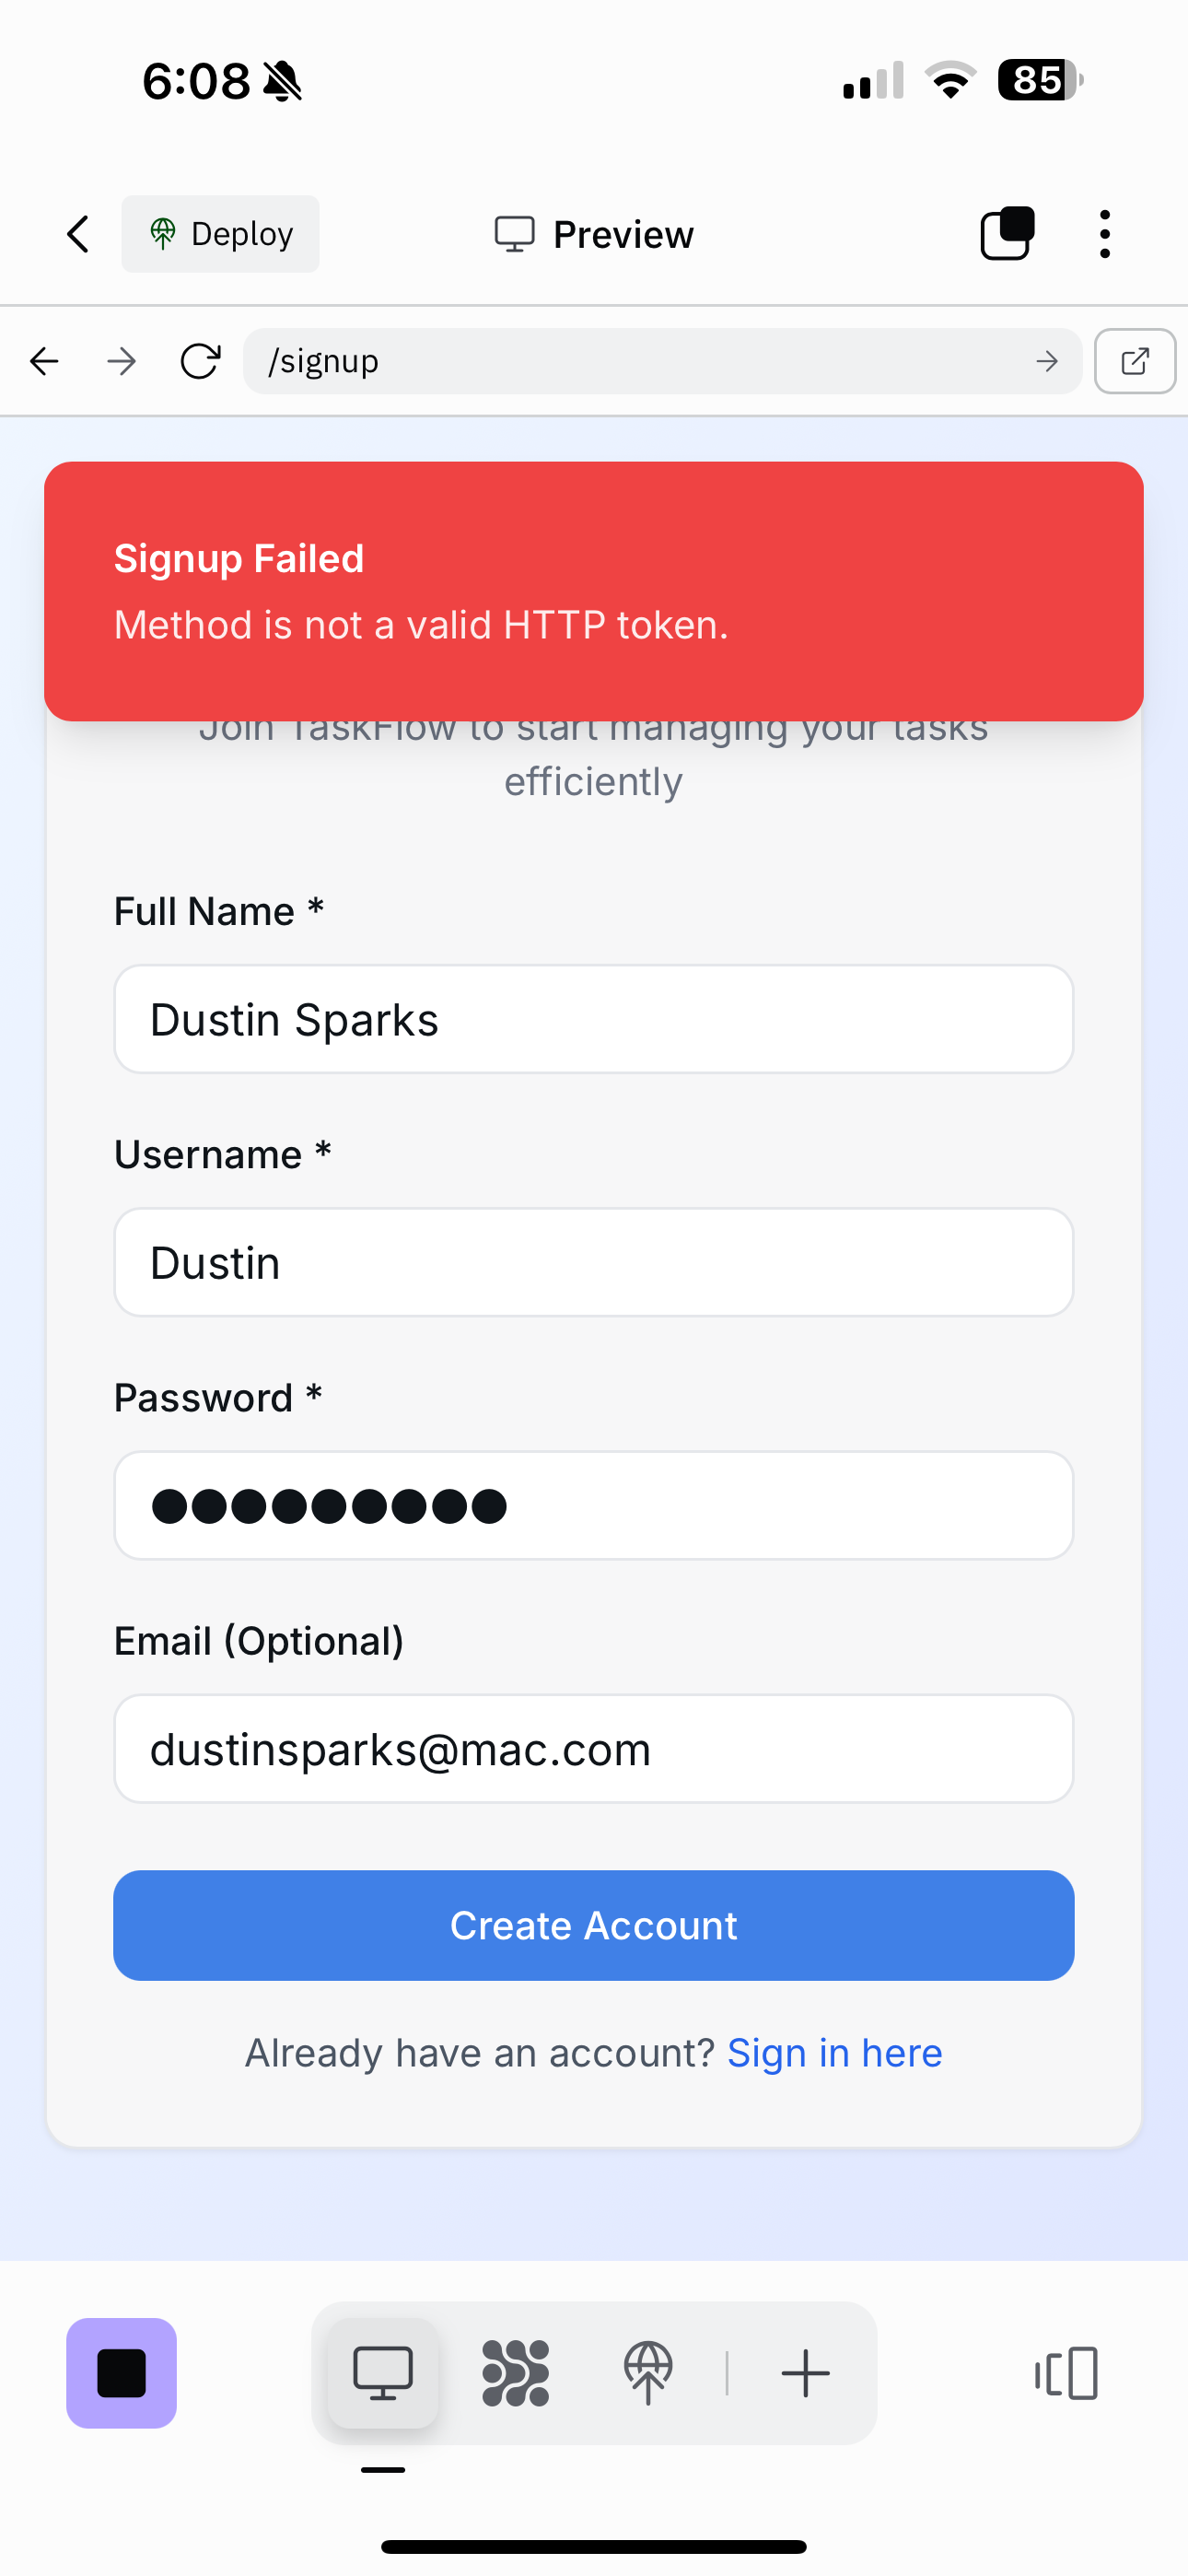 6:08
85
Deploy
Preview
/signup
Signup Failed
Method is not a valid HTTP token.
Join TaskFlow to start managing your tasks
efficiently
Full Name *
Dustin Sparks
Username *
Dustin
Password *
Email (Optional)
dustinsparks@mac.com
Create Account
Already have an account? Sign in here